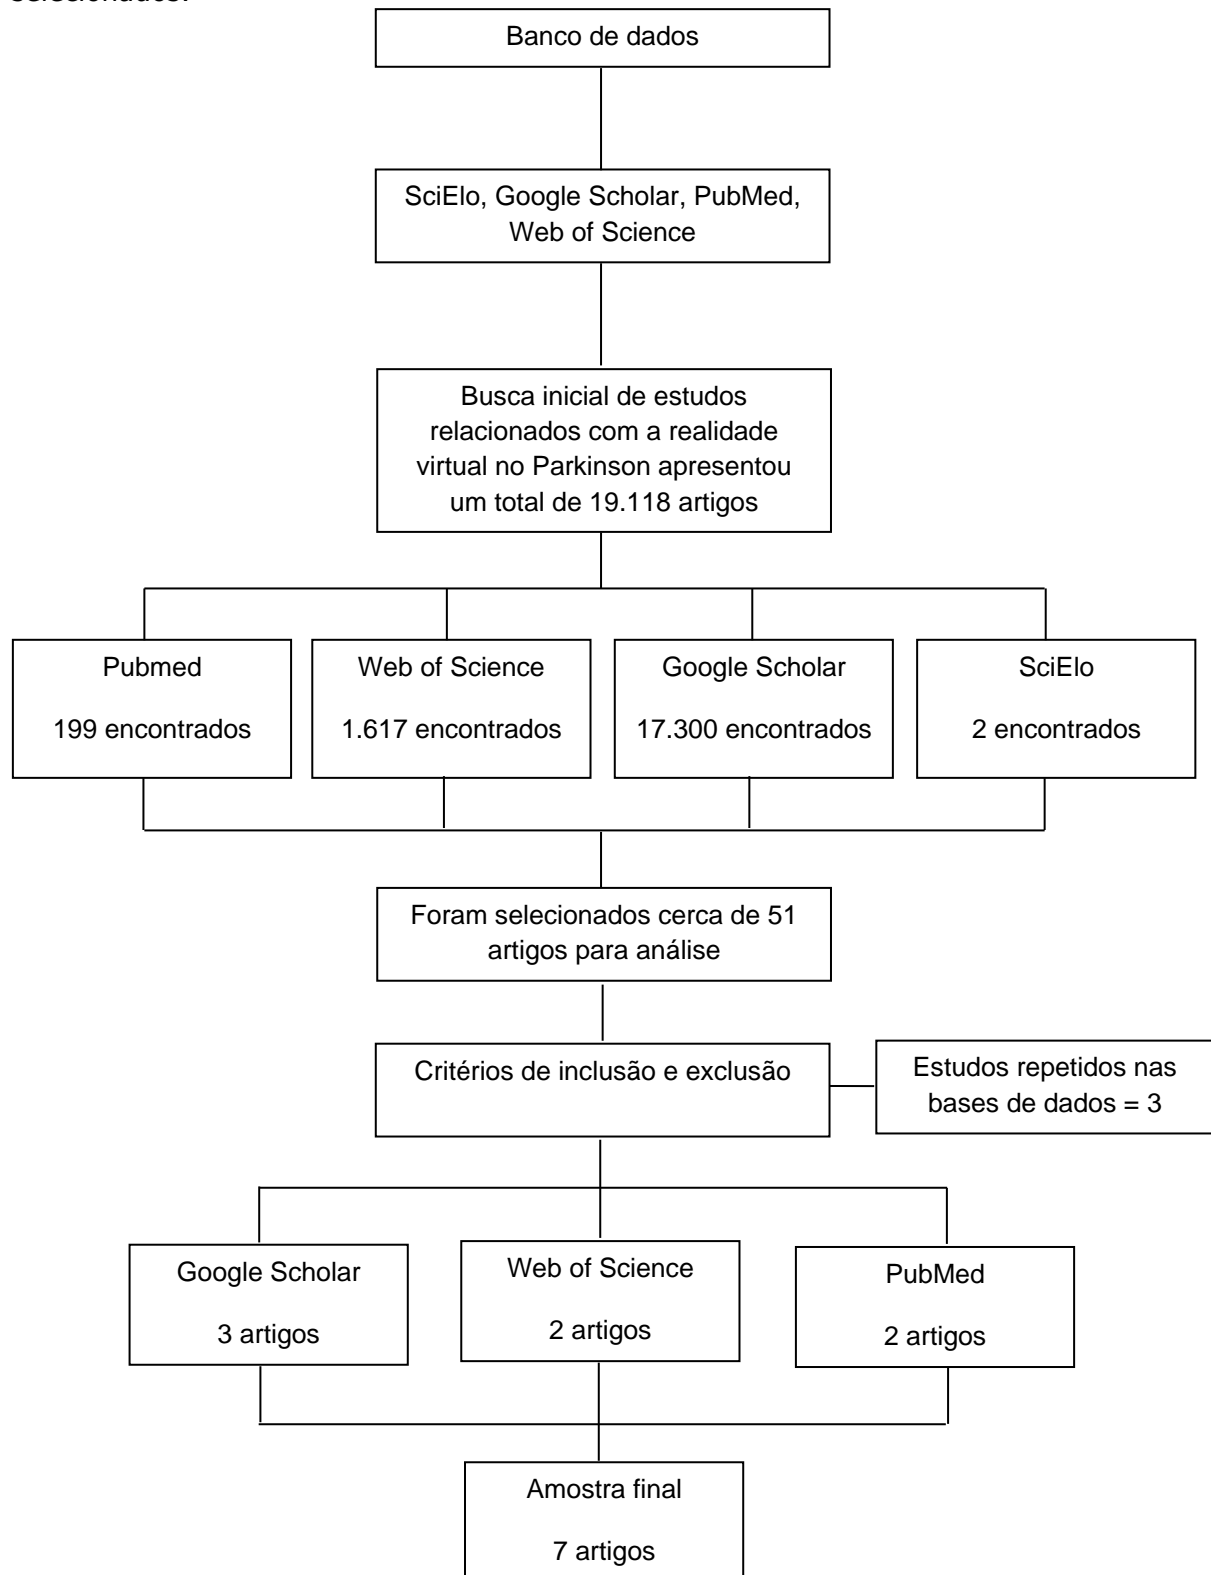 selecionados.
Banco de dados
SciElo, Google Scholar, PubMed,
Web of Science
Busca inicial de estudos
relacionados com a realidade
virtual no Parkinson apresentou
um total de 19.118 artigos
Pubmed
199 encontrados
Web of Science
1.617 encontrados
Google Scholar
17.300 encontrados
SciElo
2 encontrados
Foram selecionados cerca de 51
artigos para análise
Critérios de inclusão e exclusão
Estudos repetidos nas
bases de dados = 3
Google Scholar
3 artigos
Web of Science
2 artigos
PubMed
2 artigos
Amostra final
7 artigos